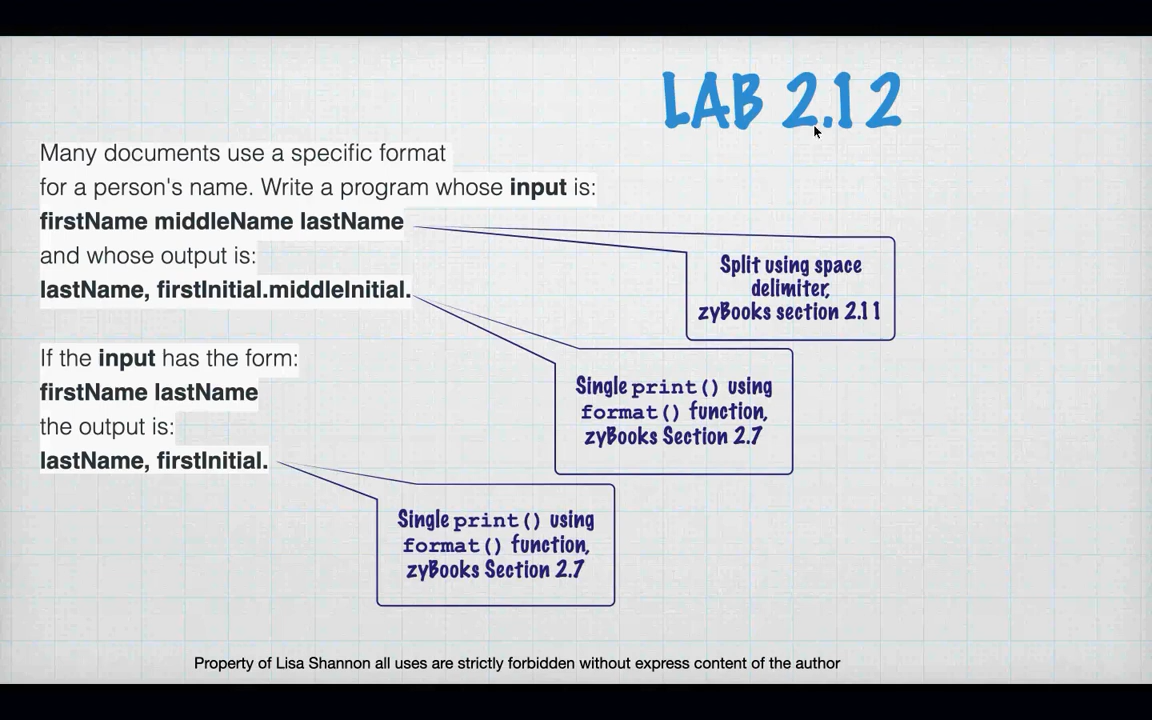 LAB 2.12
Many documents use a specific format
for a person's name. Write a program whose input is:
firstName middleName lastName
and whose output is:
lastName, firstInitial.middleInitial.
Split using space
delimiter,
zyBooks section 2.11
If the input has the form:
firstName lastName
the output is:
lastName, firstInitial.
Single print() using
format() function,
zyBooks Section 2.7
Single print() using
format() function,
zyBooks Section 2.7
Property of Lisa Shannon all uses are strictly forbidden without express content of the author